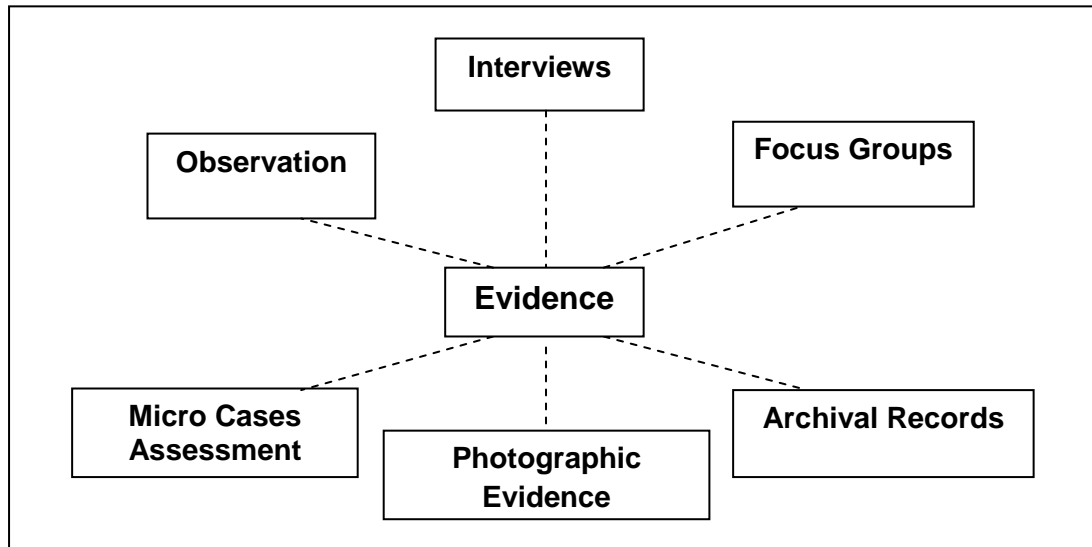 Interviews
Observation
Focus Groups
Evidence
Micro Cases
Assessment
Photographic
Evidence
Archival Records